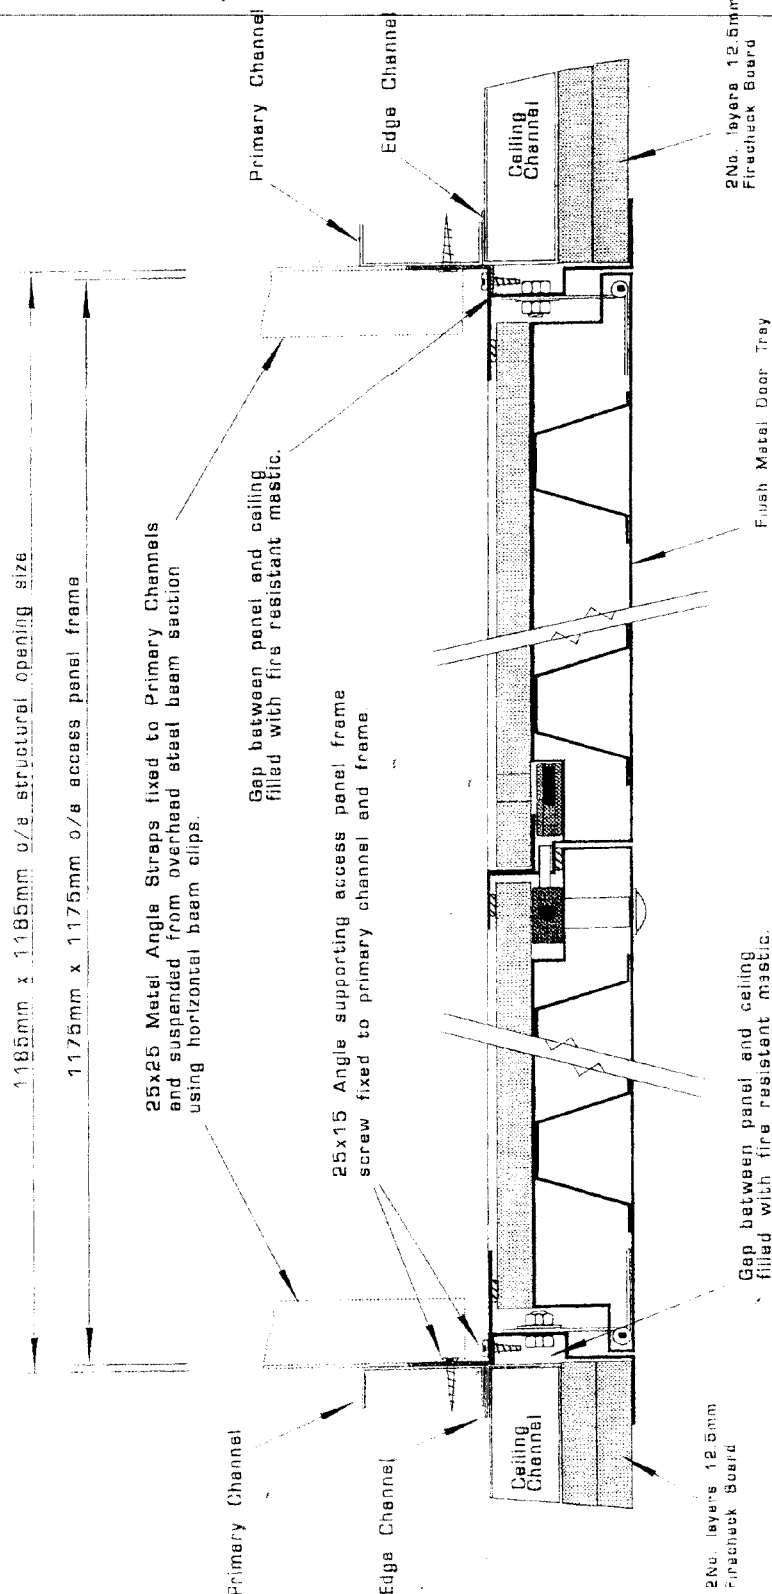 1185mm x 1185mm o/a structural opening size
1175mm x 1175mm o/a access panel frame
25x25 Metal Angle Straps fixed to Primary Channels
and suspended from overhead steel beam section
using horizontal beam clips.
Gap between panel and ceiling
filled with fire resistant mastic.
25x15 Angle supporting access panel frame
screw fixed to primary channel and frame.
Primary Channel
Edge Channel
Ceiling
Channel
2No. layers 12.5mm
Firecheck Board
Primary Channel
Edge Channel
Ceiling
Channel
2No. layers 12.5mm
Firecheck Board
Gap between panel and ceiling
filled with fire resistant mastic.
Flush Metal Door Tray